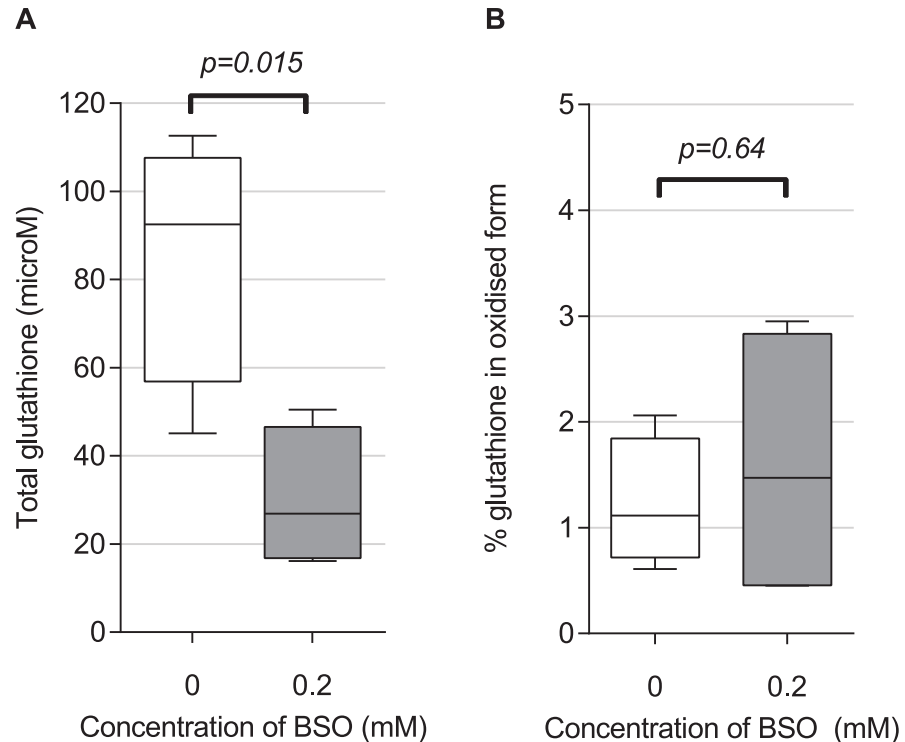 A
p=0.015
Total glutathione (microM)
120
100
80
60
40
20
0
0 0.2
Concentration of BSO (mM)
B
p=0.64
% glutathione in oxidised form
5
4
3
2
1
0
0 0.2
Concentration of BSO (mM)